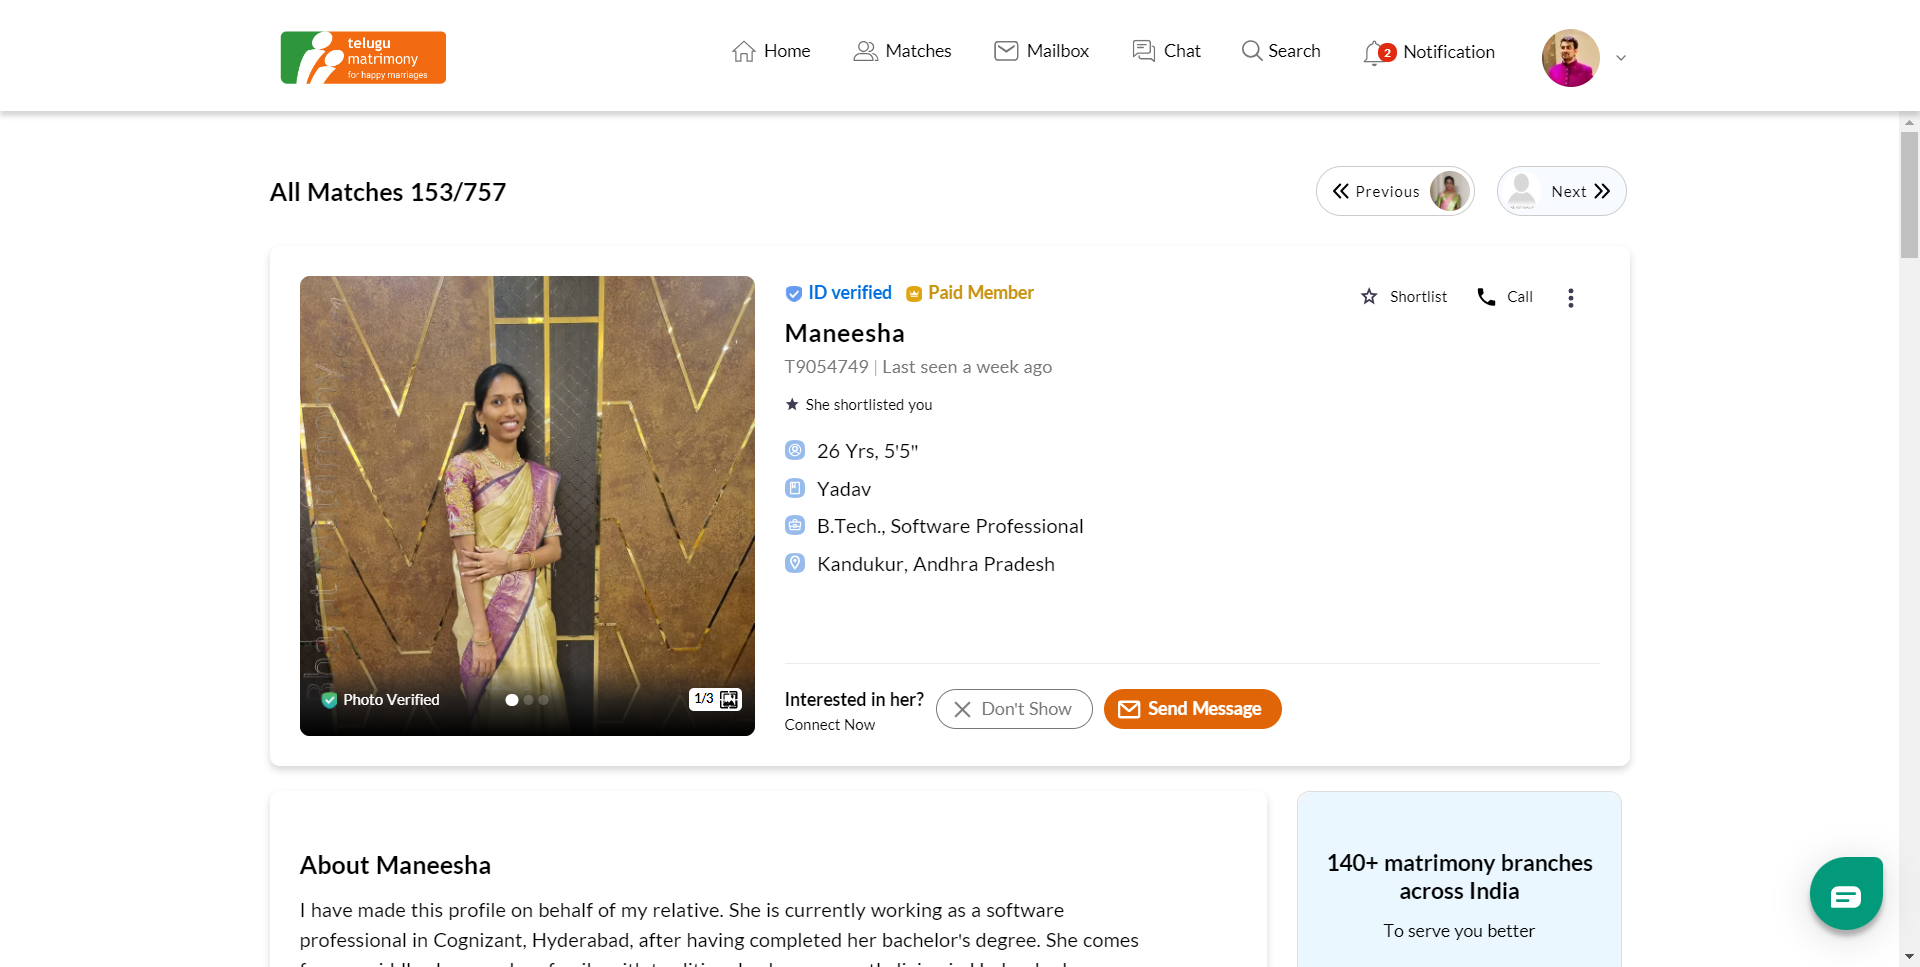 telugu
matrimony
for happy marriages
Home
Matches
Mailbox
Chat
Search
2
Notification
All Matches 153/757
Previous
Next
ID verified
Paid Member
Shortlist
Call
Maneesha
T9054749 | Last seen a week ago
She shortlisted you
26 Yrs, 5'5"
Yadav
B.Tech., Software Professional
Kandukur, Andhra Pradesh
Photo Verified
1/3
Interested in her?
Connect Now
Don't Show
Send Message
About Maneesha
I have made this profile on behalf of my relative. She is currently working as a software
professional in Cognizant, Hyderabad, after having completed her bachelor's degree. She comes
140+ matrimony branches
across India
To serve you better